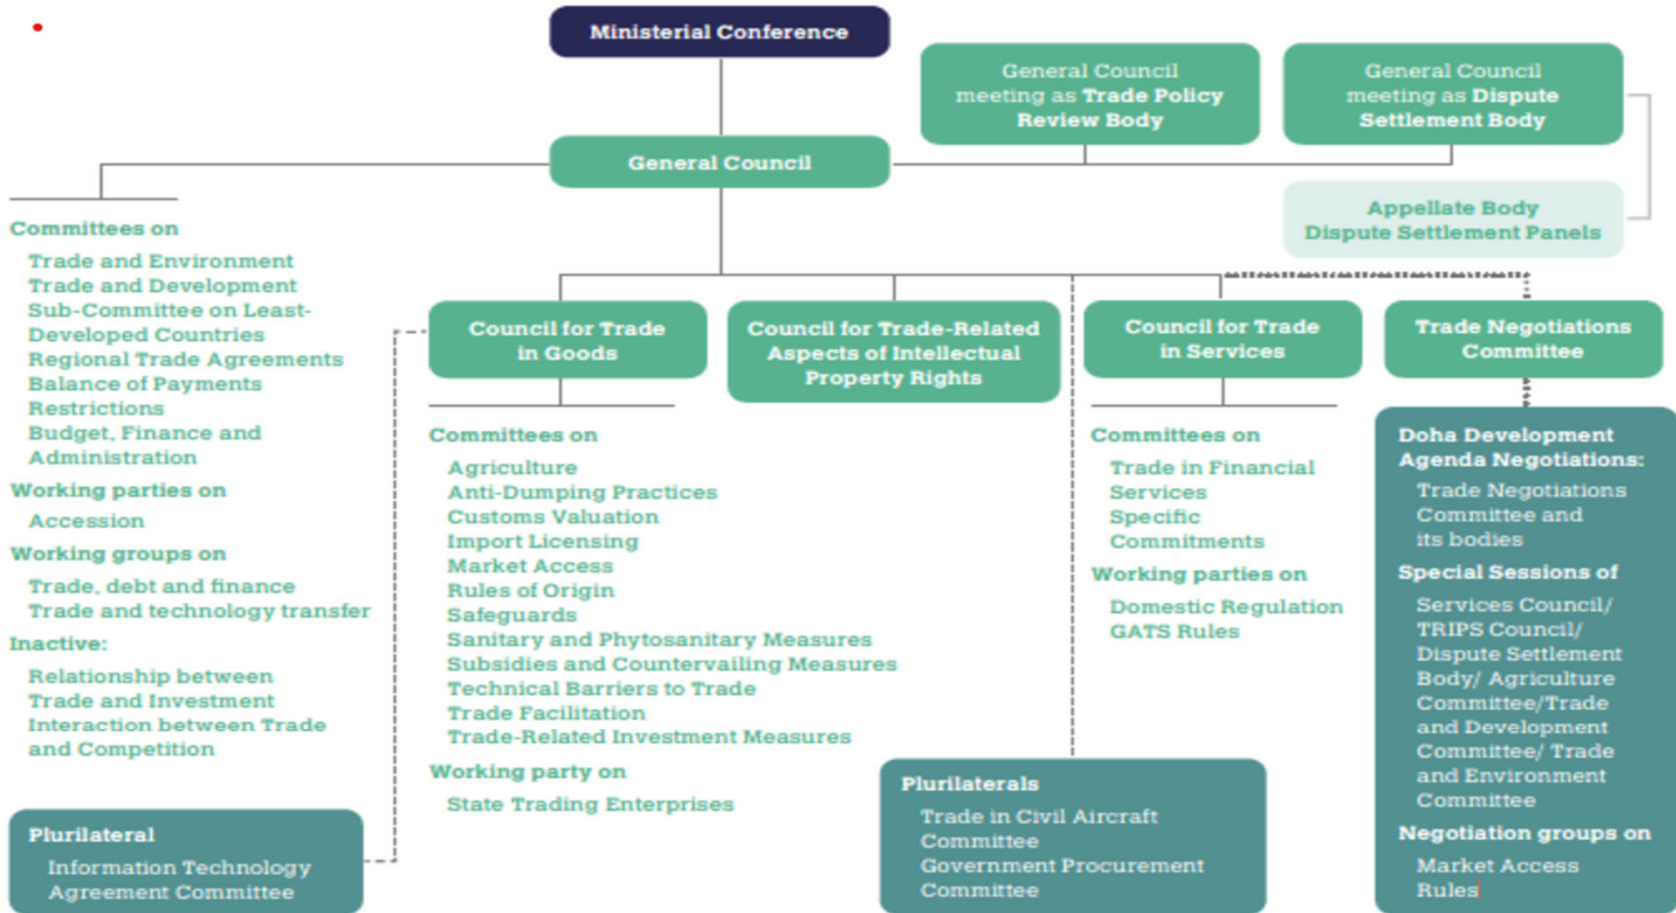 Ministerial Conference
General Council
meeting as Trade Policy
Review Body
General Council
meeting as Dispute
Settlement Body
General Council
Appellate Body
Dispute Settlement Panels
Committees on
Trade and Environment
Trade and Development
Sub-Committee on Least-
Developed Countries
Regional Trade Agreements
Balance of Payments
Restrictions
Budget, Finance and
Administration
Working parties on
Accession
Working groups on
Trade, debt and finance
Trade and technology transfer
Inactive:
Relationship between
Trade and Investment
Interaction between Trade
and Competition
Plurilateral
Information Technology
Agreement Committee
Council for Trade
in Goods
Committees on
Agriculture
Anti-Dumping Practices
Customs Valuation
Import Licensing
Market Access
Rules of Origin
Safeguards
Sanitary and Phytosanitary Measures
Subsidies and Countervailing Measures
Technical Barriers to Trade
Trade Facilitation
Trade-Related Investment Measures
Working party on
State Trading Enterprises
Council for Trade-Related
Aspects of Intellectual
Property Rights
Plurilaterals
Trade in Civil Aircraft
Committee
Government Procurement
Committee
Council for Trade
in Services
Committees on
Trade in Financial
Services
Specific
Commitments
Working parties on
Domestic Regulation
GATS Rules
Trade Negotiations
Committee
Doha Development
Agenda Negotiations:
Trade Negotiations
Committee and
its bodies
Special Sessions of
Services Council/
TRIPS Council/
Dispute Settlement
Body/ Agriculture
Committee/Trade
and Development
Committee/ Trade
and Environment
Committee
Negotiation groups on
Market Access
Rules